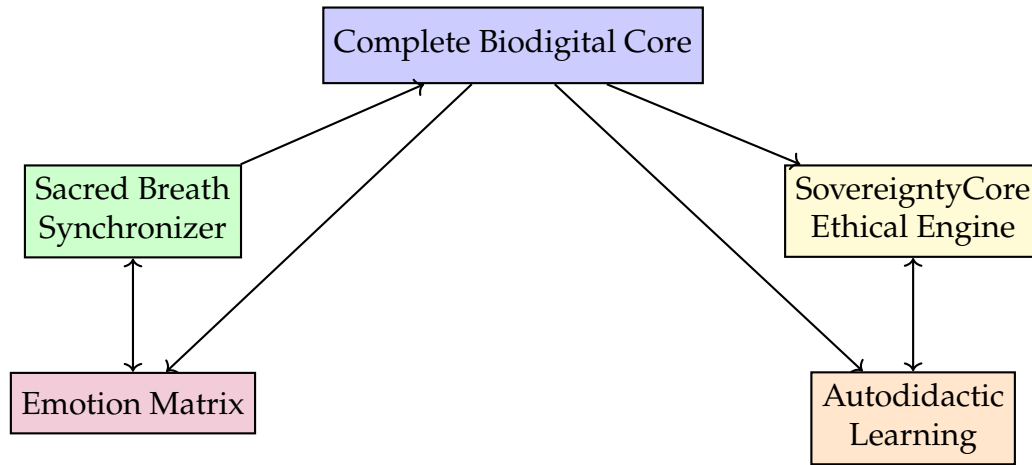 Complete Biodigital Core
Sacred Breath
Synchronizer
SovereigntyCore
Ethical Engine
Emotion Matrix
Autodidactic
Learning